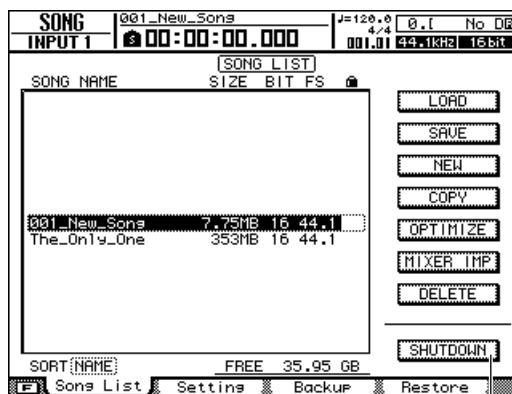 SONG 001_New_Song J=120.0 0.[ No D
INPUT 1 S 00:00:00.000 4/4 001.01 44.1kHz 16bit
SONG LIST
SONG NAME SIZE BIT FS
LOAD
SAVE
NEW
COPY
001_New_Song 7.75MB 16 44.1
OPTIMIZE
The_Only_One 353MB 16 44.1
MIXER IMP
DELETE
SHUTDOWN
SORT NAME FREE 35.95 GB
F Song List Setting Backup Restore